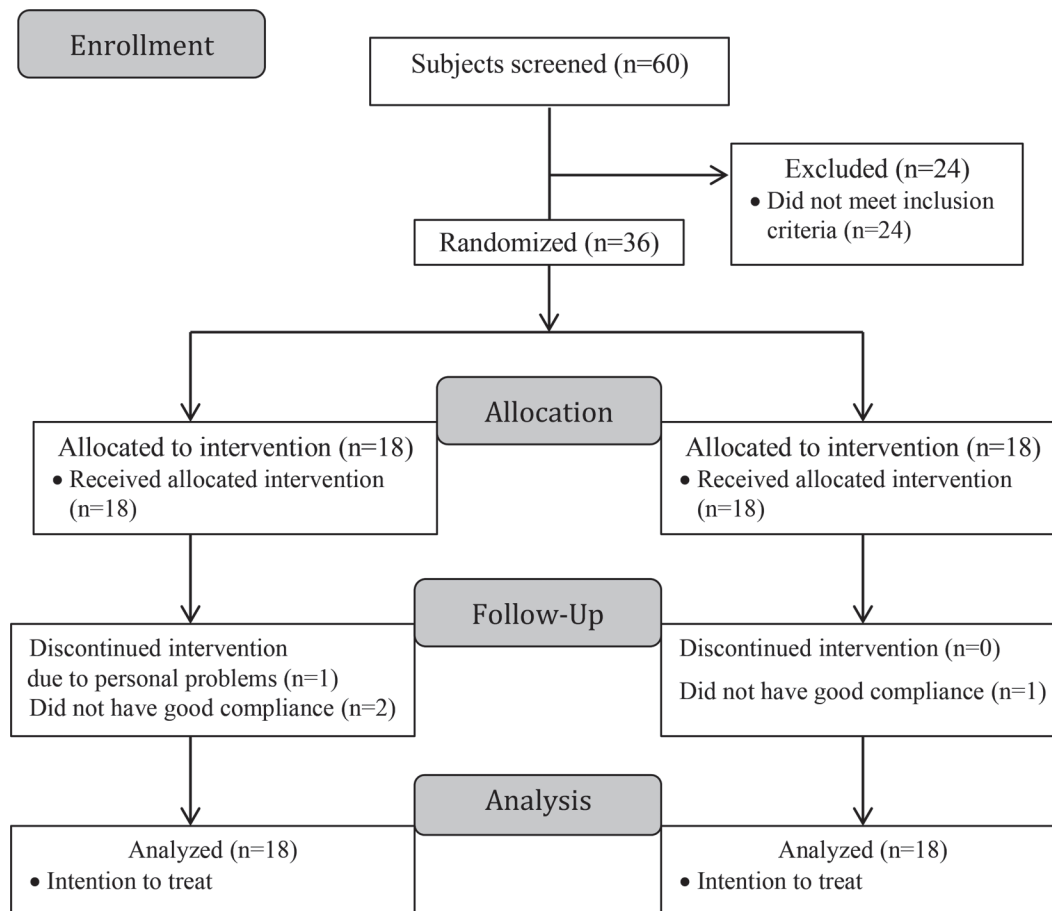 Enrollment
Subjects screened (n=60)
Excluded (n=24)
• Did not meet inclusion
criteria (n=24)
Randomized (n=36)
Allocation
Allocated to intervention (n=18)
• Received allocated intervention
(n=18)
Allocated to intervention (n=18)
• Received allocated intervention
(n=18)
Follow-Up
Discontinued intervention
due to personal problems (n=1)
Did not have good compliance (n=2)
Discontinued intervention (n=0)
Did not have good compliance (n=1)
Analysis
Analyzed (n=18)
• Intention to treat
Analyzed (n=18)
• Intention to treat